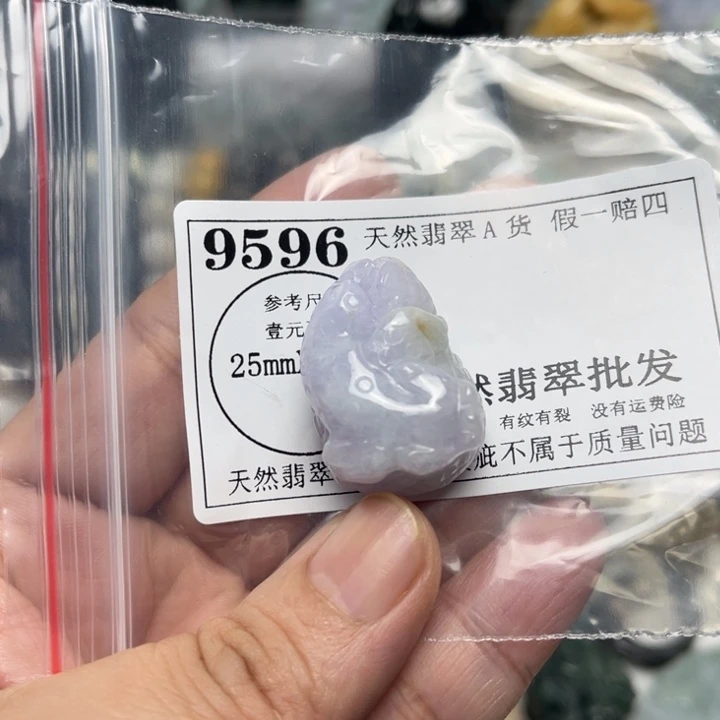 9596 天然翡翠A货 假一赔四
参考尺
壹元
25mm
然翡翠批发
有纹有裂 没有运费险
天然翡翠 疵不属于质量问题